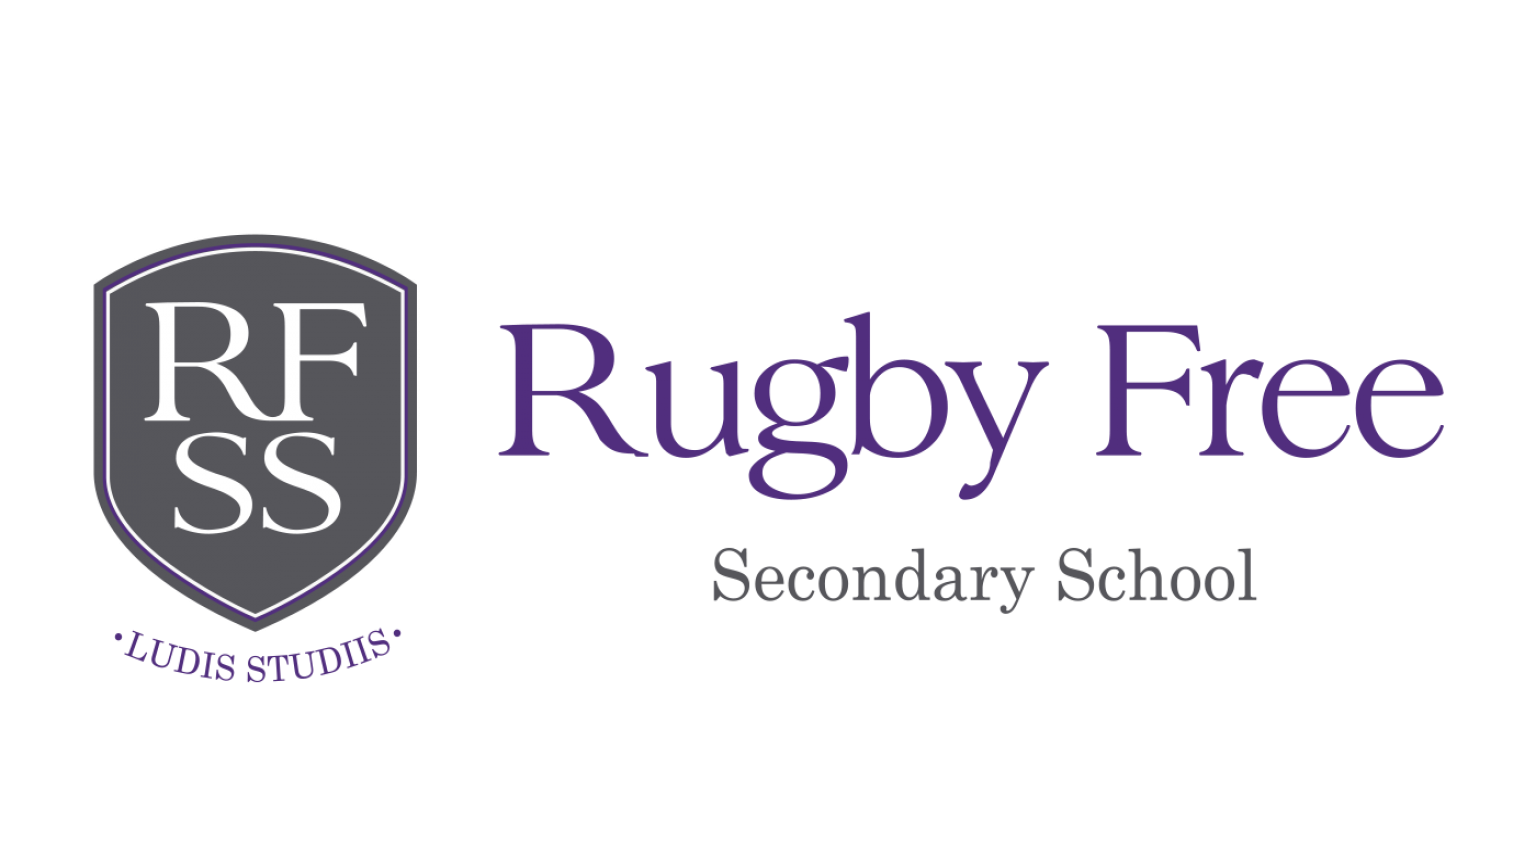 RF
SS
·LUDIS STUDIIS·
Rugby Free
Secondary School